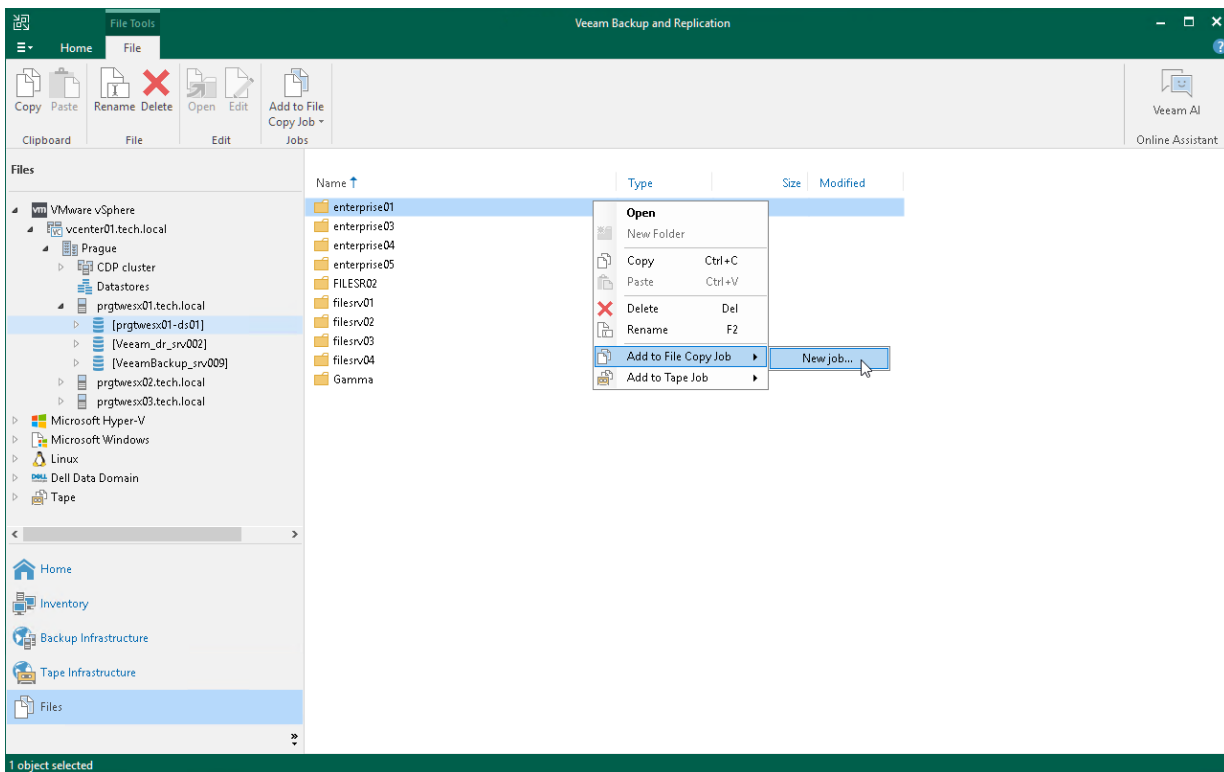 File Tools
Veeam Backup and Replication
Home
File
Copy
Paste
Rename
Delete
Open
Edit
Add to File
Copy Job
Veeam AI
Clipboard
File
Edit
Jobs
Online Assistant
Files
Name
Type
Size
Modified
vm VMware vSphere
vcenter01.tech.local
Prague
CDP cluster
Datastores
prgtwesx01.tech.local
[prgtwesx01-ds01]
[Veeam_dr_srv002]
[VeeamBackup_srv009]
prgtwesx02.tech.local
prgtwesx03.tech.local
Microsoft Hyper-V
Microsoft Windows
Linux
DELL Dell Data Domain
Tape
enterprise01
enterprise03
enterprise04
enterprise05
FILESR02
filesrv01
filesrv02
filesrv03
filesrv04
Gamma
Open
New Folder
Copy Ctrl+C
Paste Ctrl+V
Delete Del
Rename F2
Add to File Copy Job
New job...
Add to Tape Job
Home
Inventory
Backup Infrastructure
Tape Infrastructure
Files
1 object selected